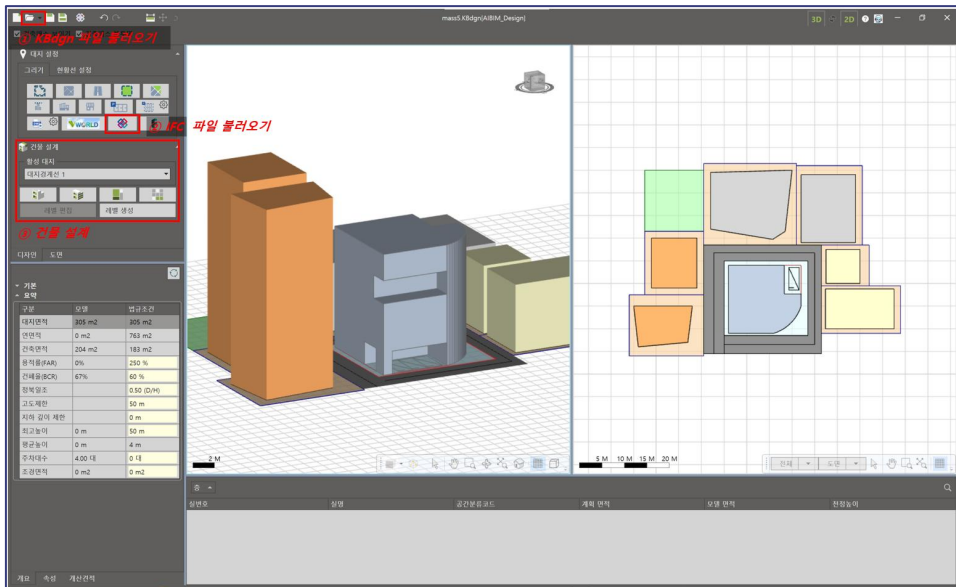 mass5.KBdgn(AIBIM_Design)
3D
2D
① KBdgn 파일 불러오기
대지 설정
그리기 현황선 설정
VWORLD
② IFC 파일 불러오기
건물 설계
활성 대지
대지경계선 1
레벨 편집 레벨 생성
③ 건물 설계
디자인 도면
기본
요약
구분 모델 법규조건
대지면적 305 m2 305 m2
연면적 0 m2 763 m2
건축면적 204 m2 183 m2
용적률(FAR) 0% 250 %
건폐율(BCR) 67% 60 %
정북일조 0.50 (D/H)
고도제한 50 m
지하 깊이 제한 0 m
최고높이 0 m 50 m
평균높이 0 m 4 m
주차대수 4.00 대 0 대
조경면적 0 m2 0 m2
개요 속성 개산견적
2 M
5 M 10 M 15 M 20 M
전체 도면
층
실번호 실명 공간분류코드 계획 면적 모델 면적 천장높이